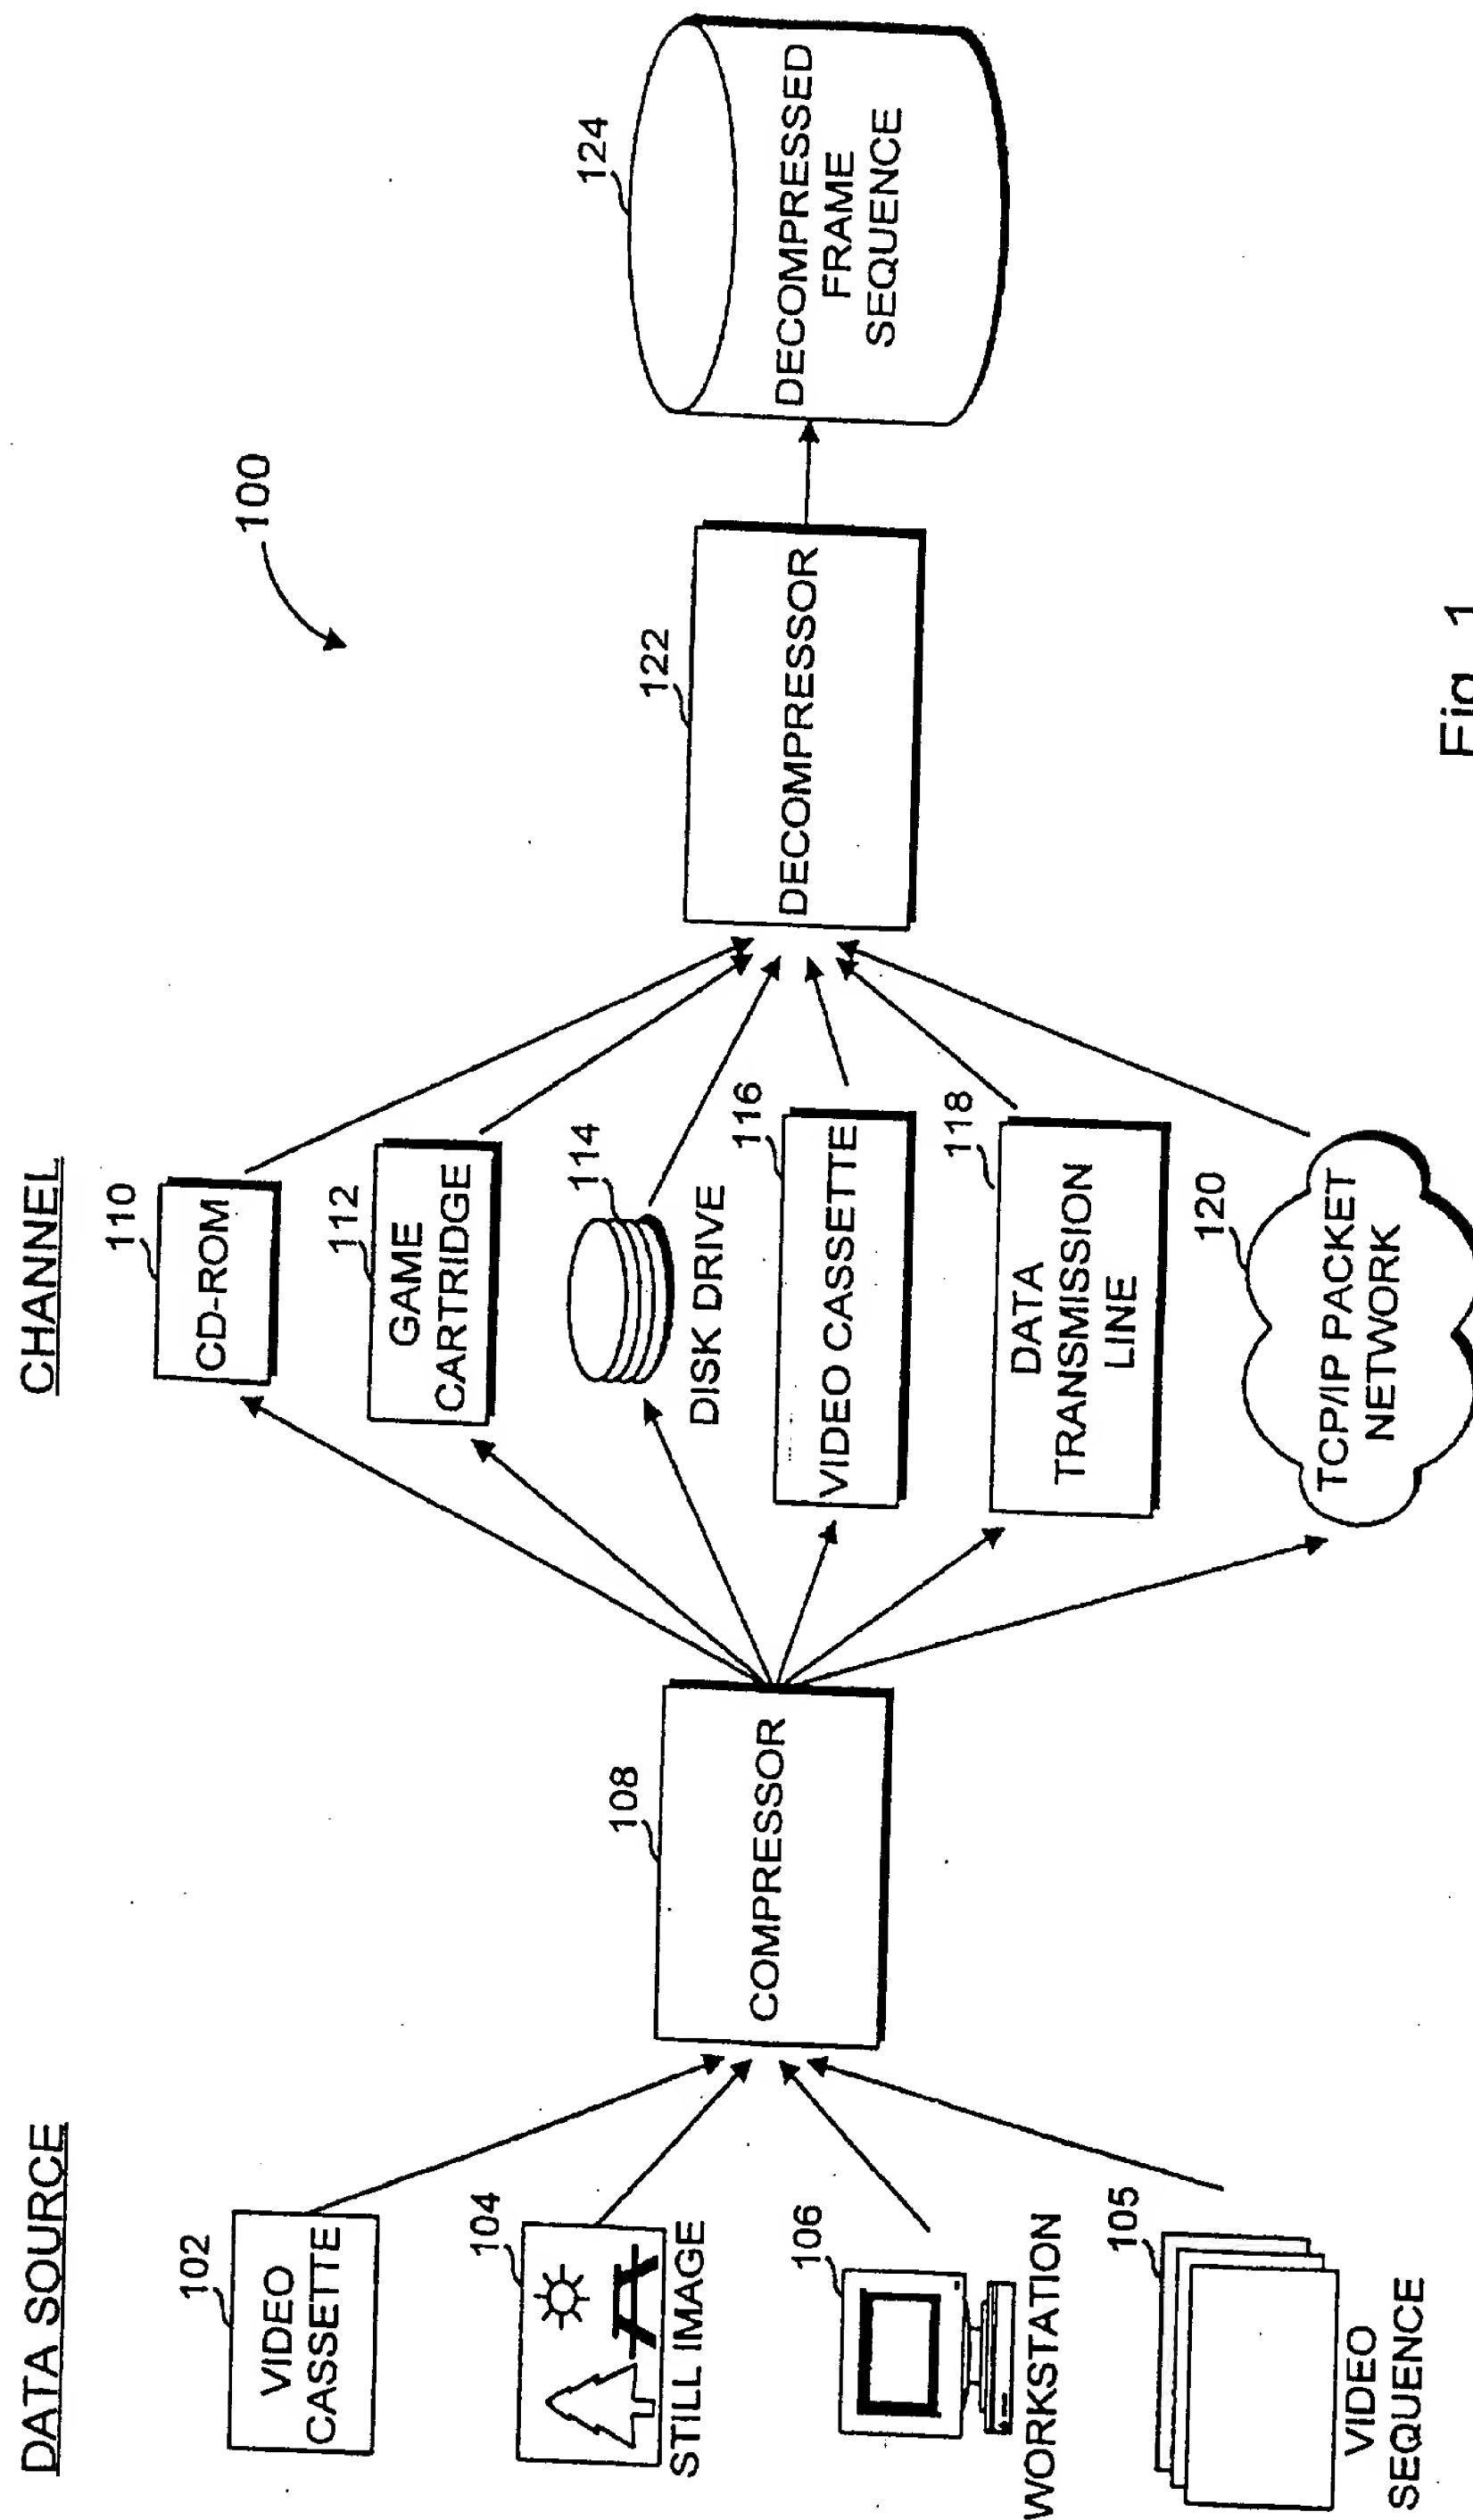 DATA SOURCE
102
VIDEO
CASSETTE
104
STILL IMAGE
106
WORKSTATION
105
VIDEO
SEQUENCE
108
COMPRESSOR
CHANNEL
110
CD-ROM
112
GAME
CARTRIDGE
114
DISK DRIVE
116
VIDEO CASSETTE
118
DATA
TRANSMISSION
LINE
120
TCP/IP PACKET
NETWORK
100
122
DECOMPRESSOR
124
DECOMPRESSED
FRAME
SEQUENCE
Fig. 1